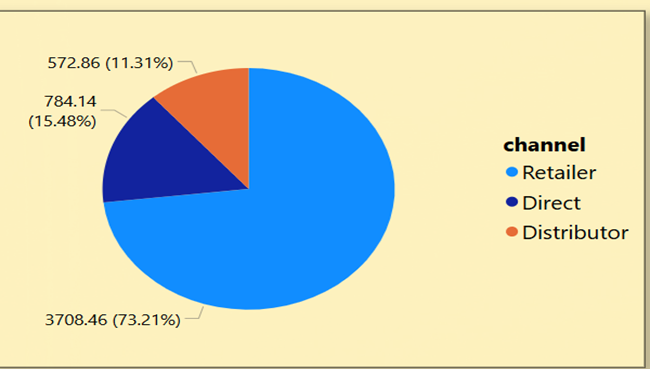 572.86 (11.31%)
784.14
(15.48%)
3708.46 (73.21%)
channel
Retailer
Direct
Distributor